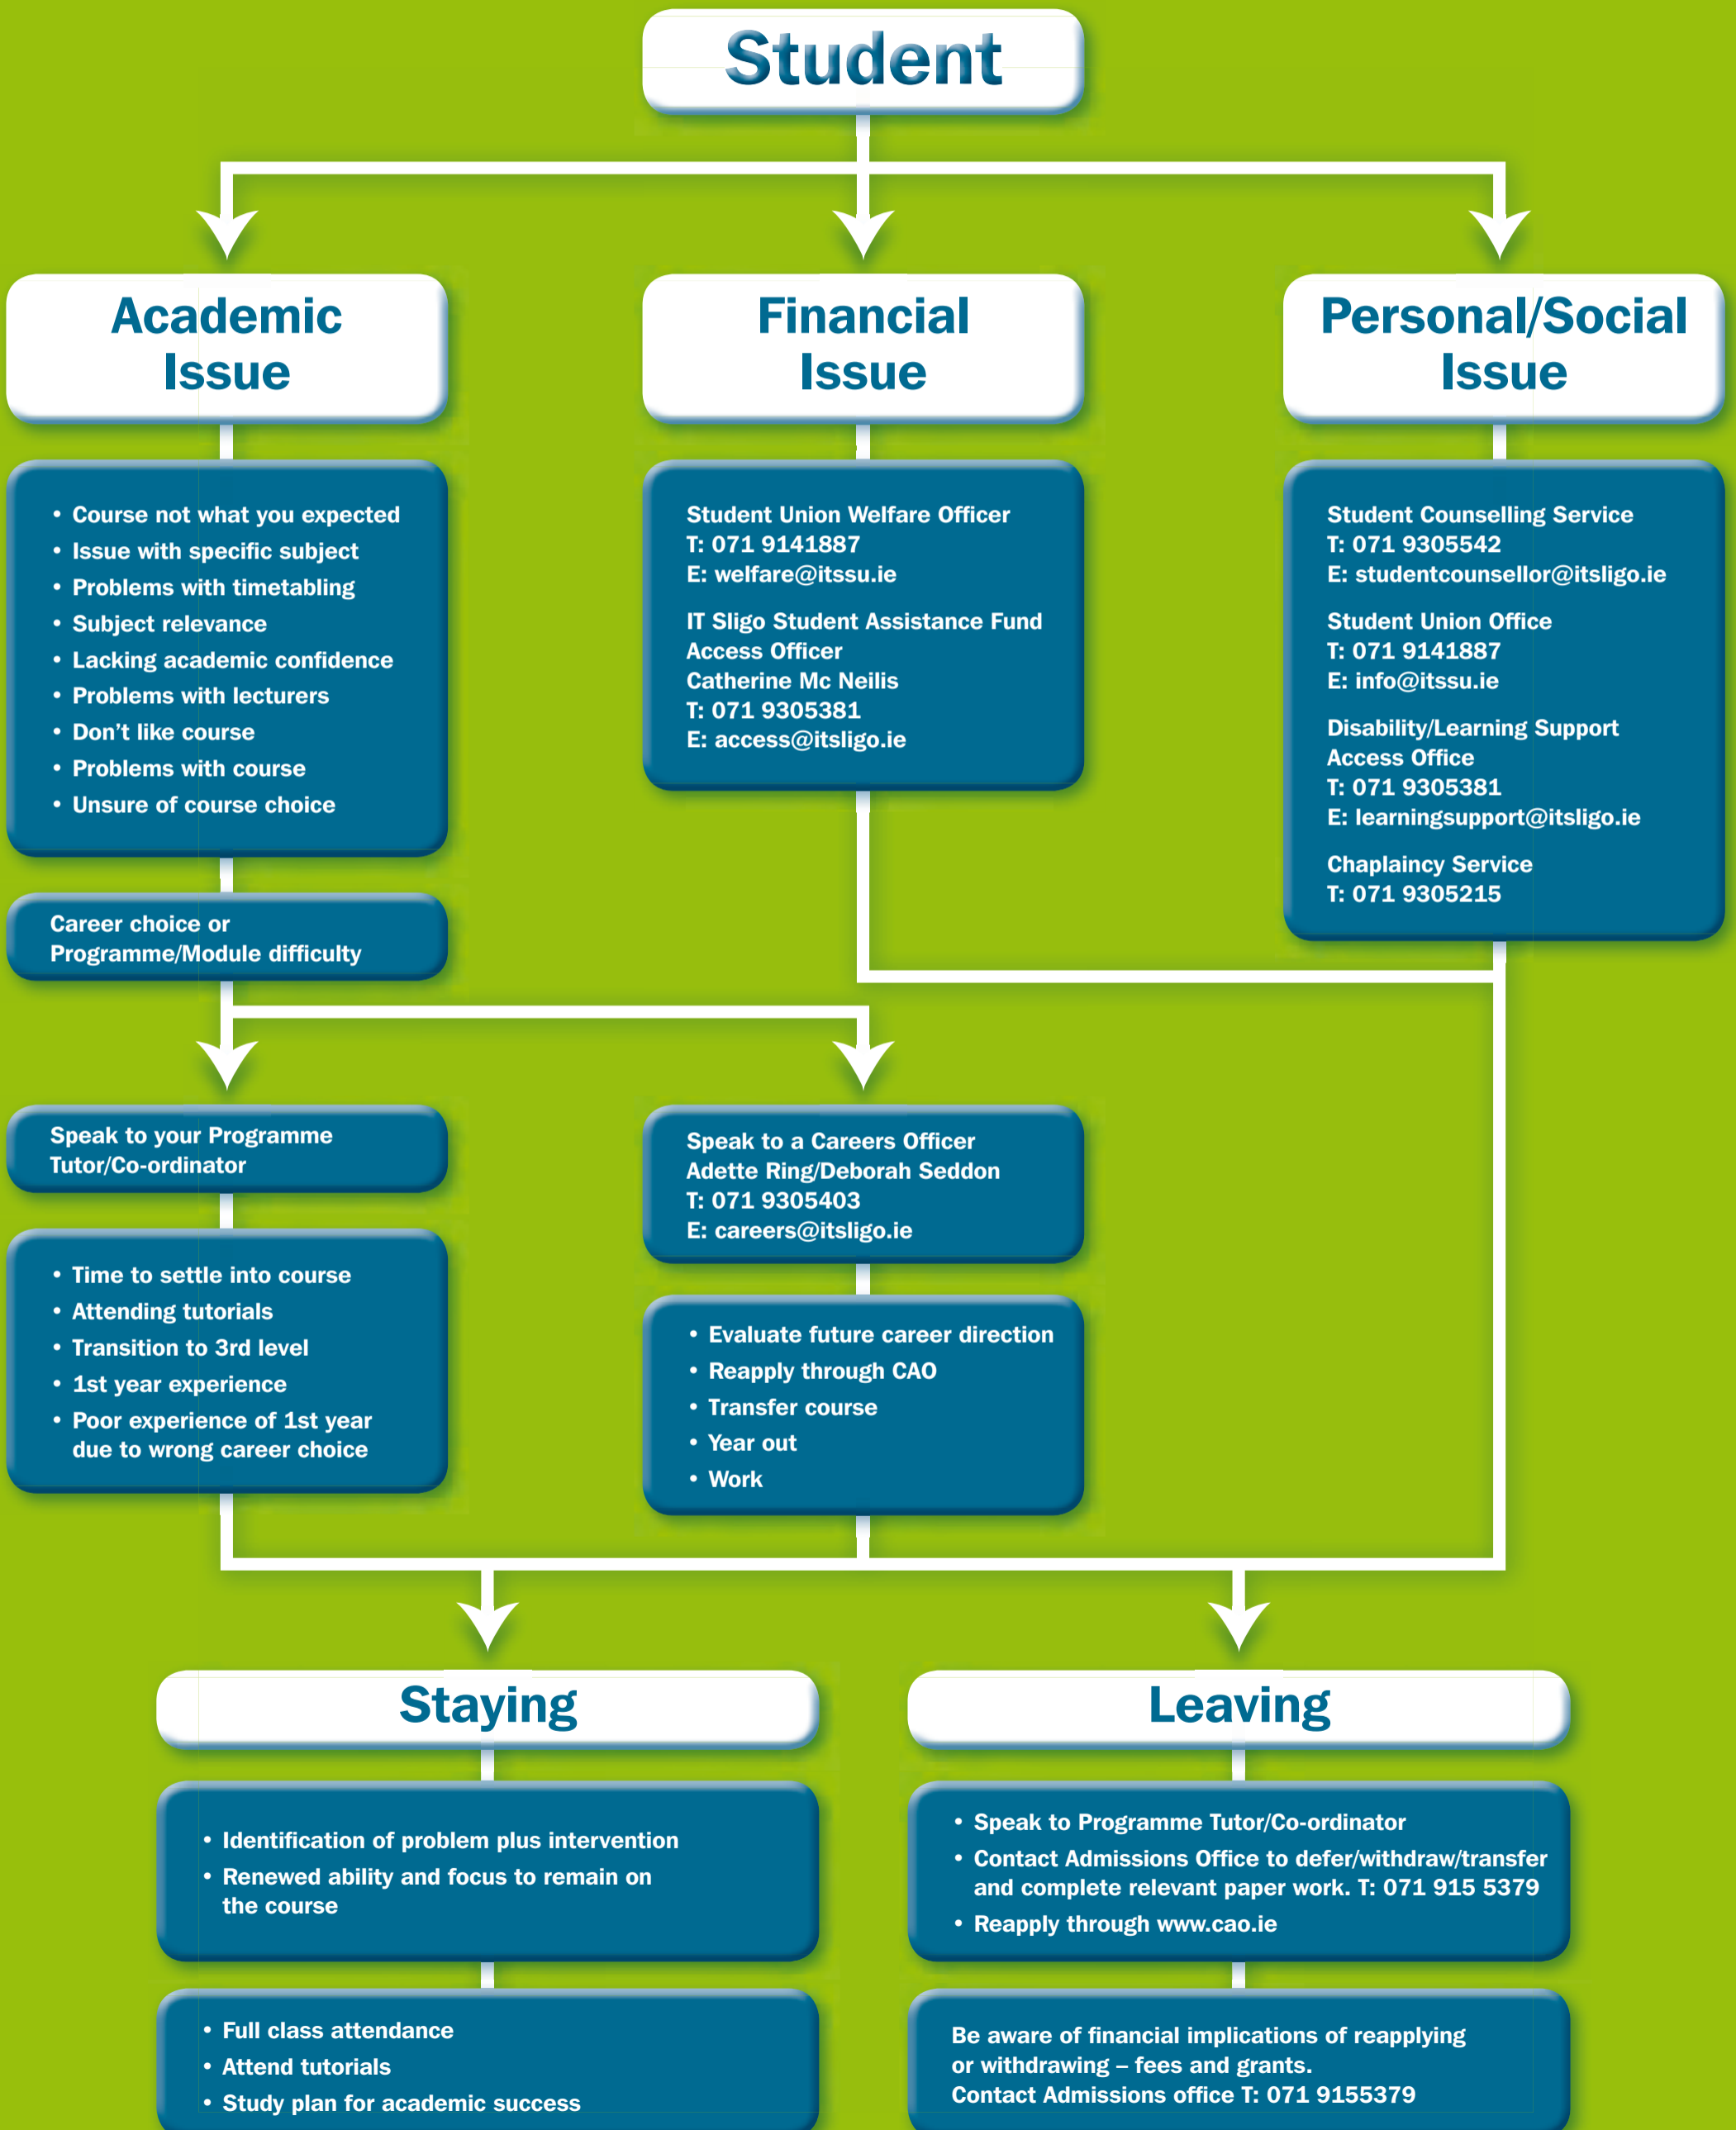 Student
Academic
Issue
Financial
Issue
Personal/Social
Issue
• Course not what you expected
• Issue with specific subject
• Problems with timetabling
• Subject relevance
• Lacking academic confidence
• Problems with lecturers
• Don't like course
• Problems with course
• Unsure of course choice
Student Union Welfare Officer
T: 071 9141887
E: welfare@itssu.ie
IT Sligo Student Assistance Fund
Access Officer
Catherine Mc Neilis
T: 071 9305381
E: access@itsligo.ie
Student Counselling Service
T: 071 9305542
E: studentcounsellor@itsligo.ie
Student Union Office
T: 071 9141887
E: info@itssu.ie
Disability/Learning Support
Access Office
T: 071 9305381
E: learningsupport@itsligo.ie
Chaplaincy Service
T: 071 9305215
Career choice or
Programme/Module difficulty
Speak to your Programme
Tutor/Co-ordinator
Speak to a Careers Officer
Adette Ring/Deborah Seddon
T: 071 9305403
E: careers@itsligo.ie
• Time to settle into course
• Attending tutorials
• Transition to 3rd level
• 1st year experience
• Poor experience of 1st year
due to wrong career choice
• Evaluate future career direction
• Reapply through CAO
• Transfer course
• Year out
• Work
Staying
Leaving
• Identification of problem plus intervention
• Renewed ability and focus to remain on
the course
• Speak to Programme Tutor/Co-ordinator
• Contact Admissions Office to defer/withdraw/transfer
and complete relevant paper work. T: 071 915 5379
• Reapply through www.cao.ie
• Full class attendance
• Attend tutorials
• Study plan for academic success
Be aware of financial implications of reapplying
or withdrawing – fees and grants.
Contact Admissions office T: 071 9155379